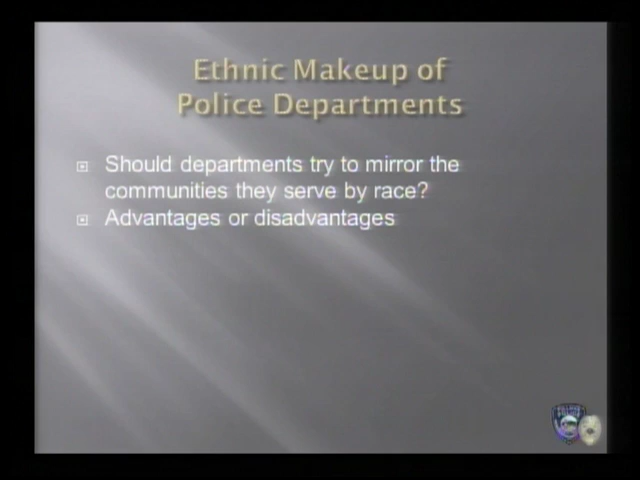 Ethnic Makeup of
Police Departments
Should departments try to mirror the
communities they serve by race?
Advantages or disadvantages